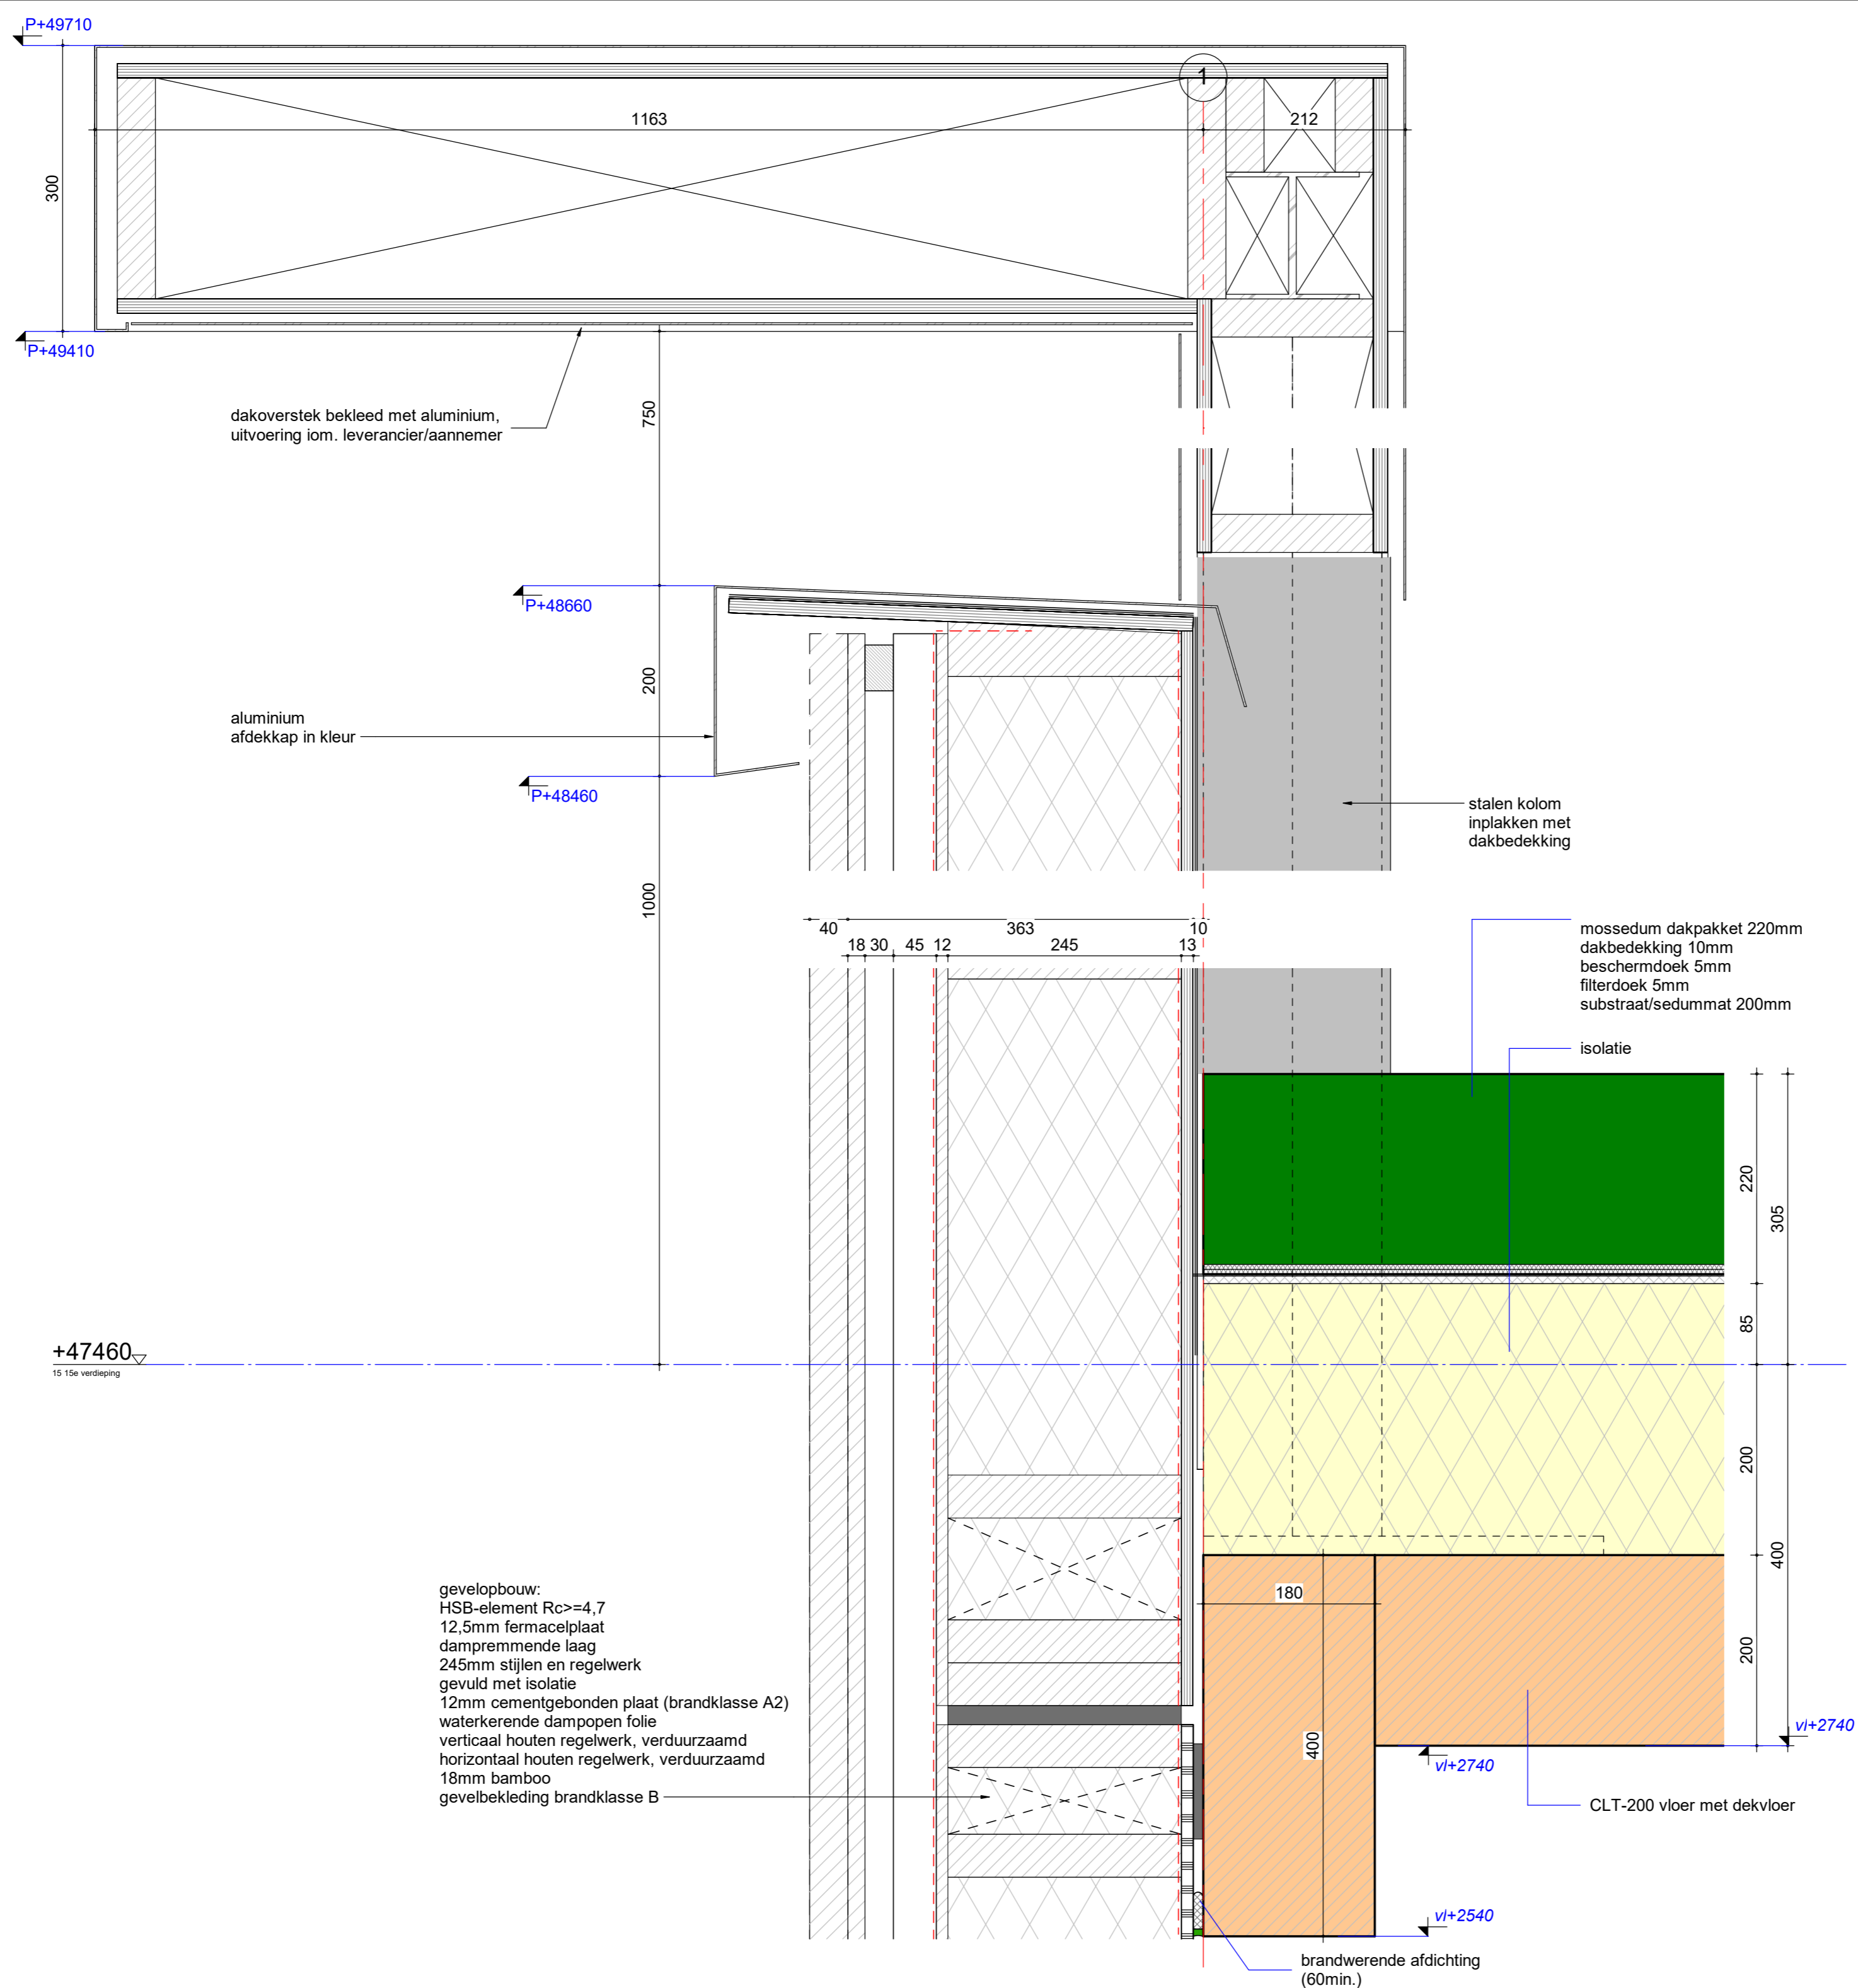 P+49710
1
1163
212
300
P+49410
dakoverstek bekleed met aluminium,
uitvoering iom. leverancier/aannemer
750
P+48660
200
aluminium
afdekkap in kleur
P+48460
stalen kolom
inplakken met
dakbedekking
1000
40
363
10
18
30
45
12
245
13
mossedum dakpakket 220mm
dakbedekking 10mm
beschermdoek 5mm
filterdoek 5mm
substraat/sedummat 200mm
isolatie
220
305
85
+47460
15 15e verdieping
200
400
180
gevelopbouw:
HSB-element Rc>=4,7
12,5mm fermacelplaat
dampremmende laag
245mm stijlen en regelwerk
gevuld met isolatie
12mm cementgebonden plaat (brandklasse A2)
waterkerende dampopen folie
verticaal houten regelwerk, verduurzaamd
horizontaal houten regelwerk, verduurzaamd
18mm bamboo
gevelbekleding brandklasse B
200
400
vl+2740
vl+2740
CLT-200 vloer met dekvloer
vl+2540
brandwerende afdichting
(60min.)